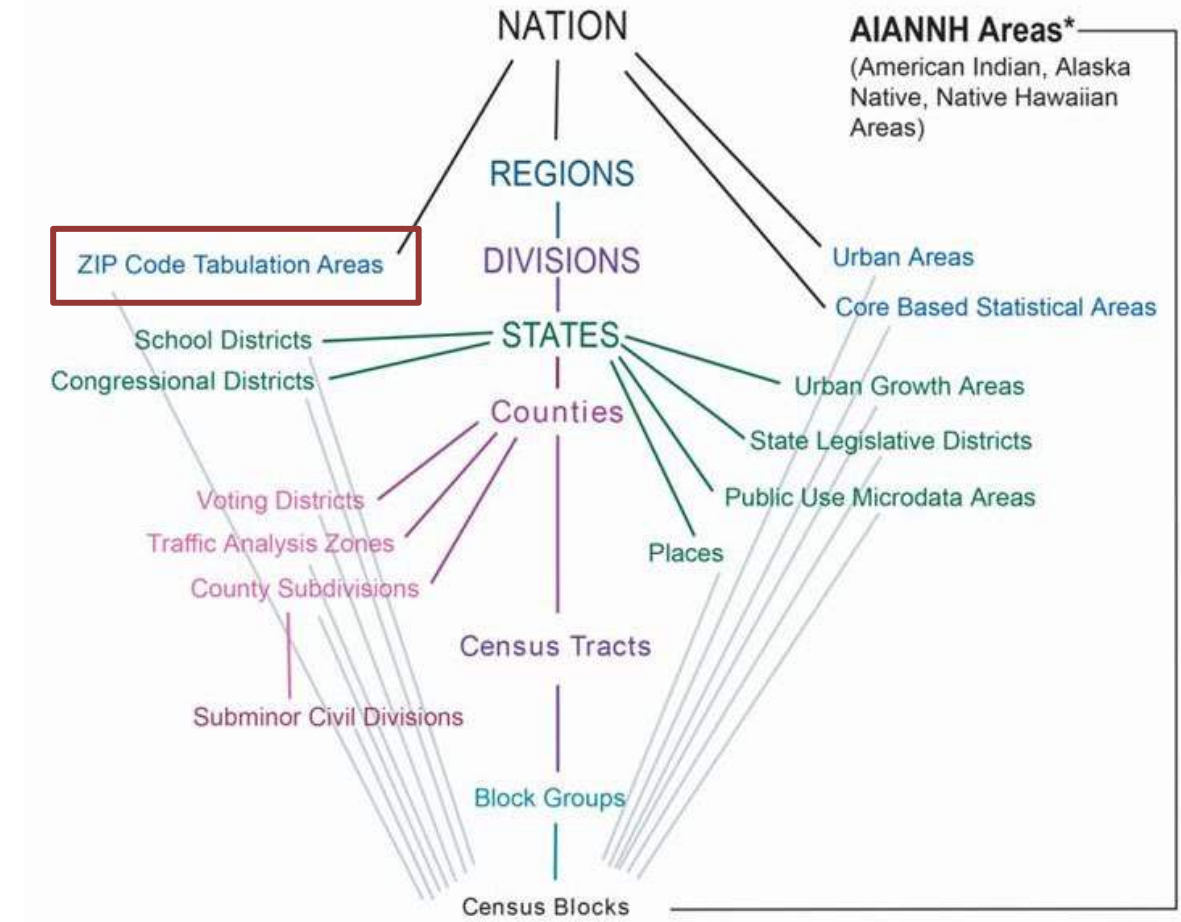 NATION
AIANNH Areas*
(American Indian, Alaska
Native, Native Hawaiian
Areas)
REGIONS
ZIP Code Tabulation Areas
DIVISIONS
Urban Areas
Core Based Statistical Areas
School Districts
STATES
Congressional Districts
Urban Growth Areas
Counties
State Legislative Districts
Voting Districts
Public Use Microdata Areas
Traffic Analysis Zones
Places
County Subdivisions
Census Tracts
Subminor Civil Divisions
Block Groups
Census Blocks